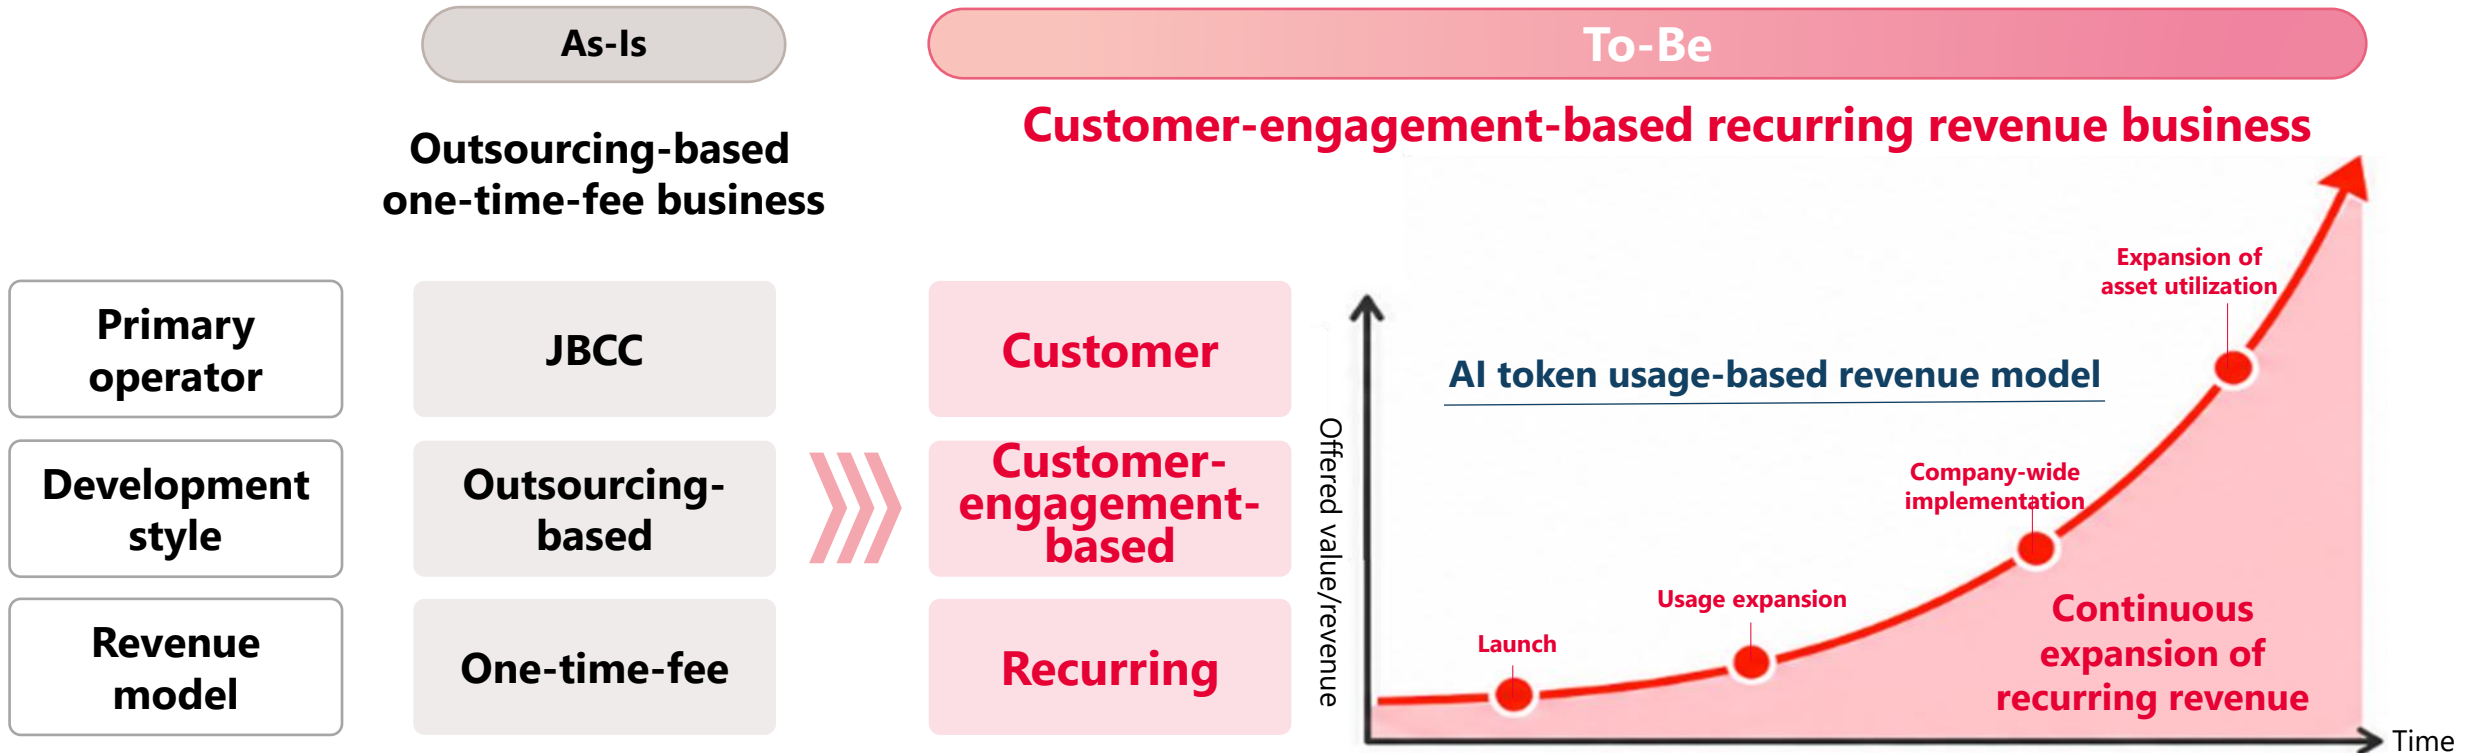 As-Is
To-Be
Outsourcing-based
one-time-fee business
Customer-engagement-based recurring revenue business
Primary
operator
JBCC
Customer
Development
style
Outsourcing-
based
Customer-
engagement-
based
Revenue
model
One-time-fee
Recurring
Offered value/revenue
AI token usage-based revenue model
Launch
Usage expansion
Company-wide
implementation
Expansion of
asset utilization
Continuous
expansion of
recurring revenue
Time